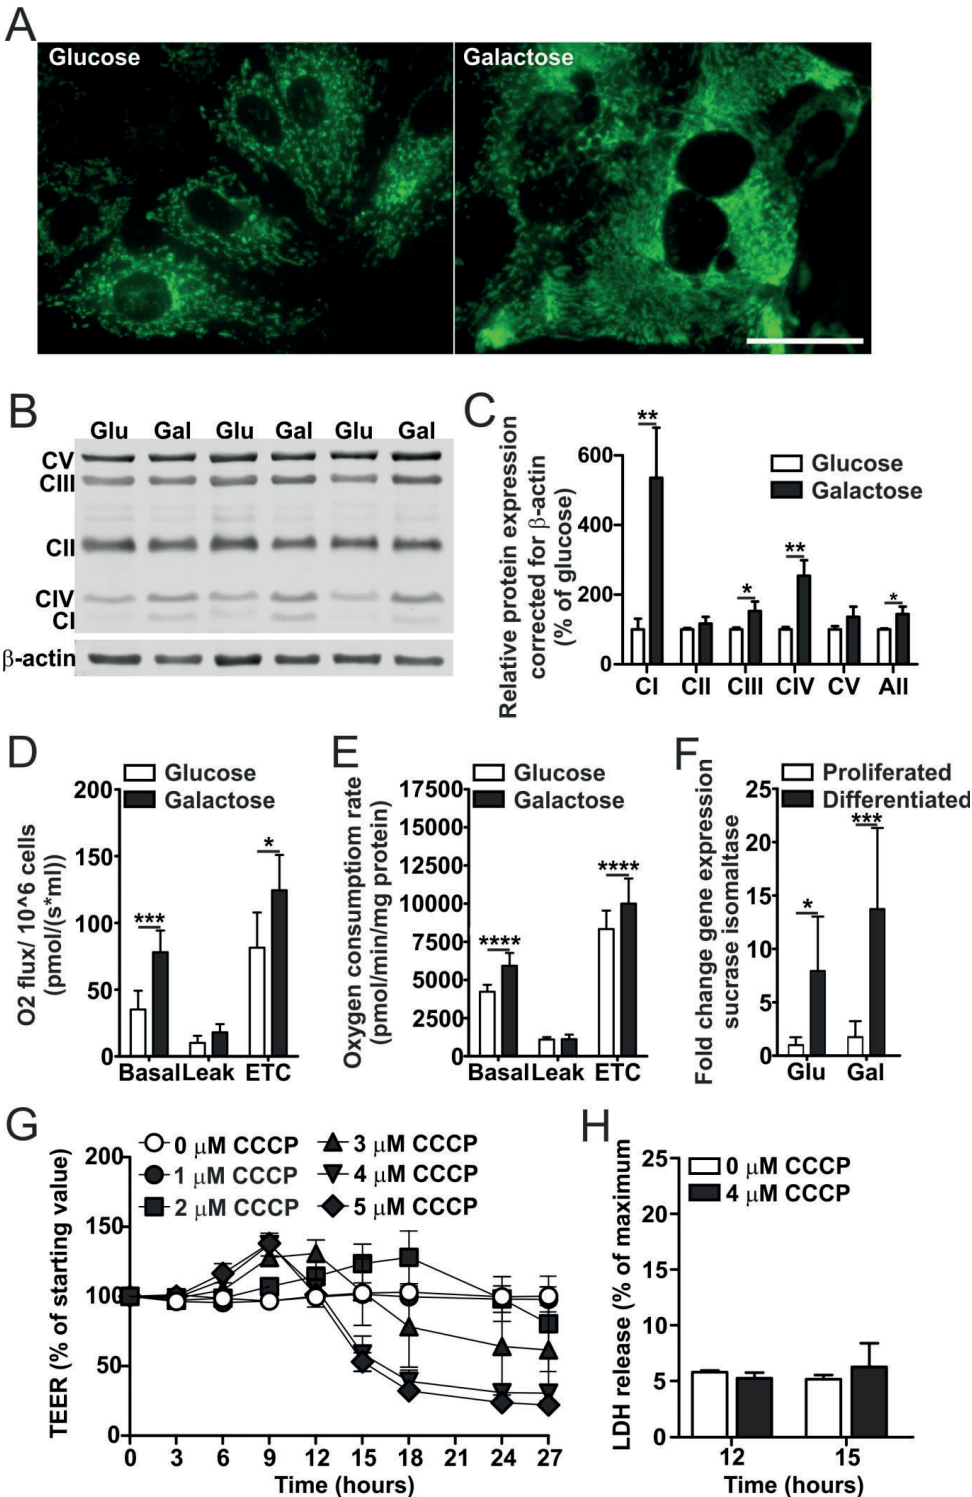 A
Glucose
Galactose
B
Glu Gal Glu Gal Glu Gal
CV
CIII
CII
CIV
CI
β-actin
C
Relative protein expression
corrected for β-actin
(% of glucose)
600
400
200
0
**
*
**
*
Glucose
Galactose
CI CII CIII CIV CV All
D
O2 flux/ 10^6 cells
(pmol/(s*ml))
Glucose
Galactose
200
150
100
50
0
***
*
Basal Leak ETC
E
Oxygen consumptiom rate
(pmol/min/mg protein)
Glucose
Galactose
17500
15000
12500
10000
7500
5000
2500
0
****
****
Basal Leak ETC
F
Fold change gene expression
sucrase isomaltase
Proliferated
Differentiated
25
20
15
10
5
0
*
***
Glu Gal
G
TEER (% of starting value)
0 μM CCCP
1 μM CCCP
2 μM CCCP
3 μM CCCP
4 μM CCCP
5 μM CCCP
200
150
100
50
0
0 3 6 9 12 15 18 21 24 27
Time (hours)
H
LDH release (% of maximum
0 μM CCCP
4 μM CCCP
25
20
15
10
5
0
12 15
Time (hours)